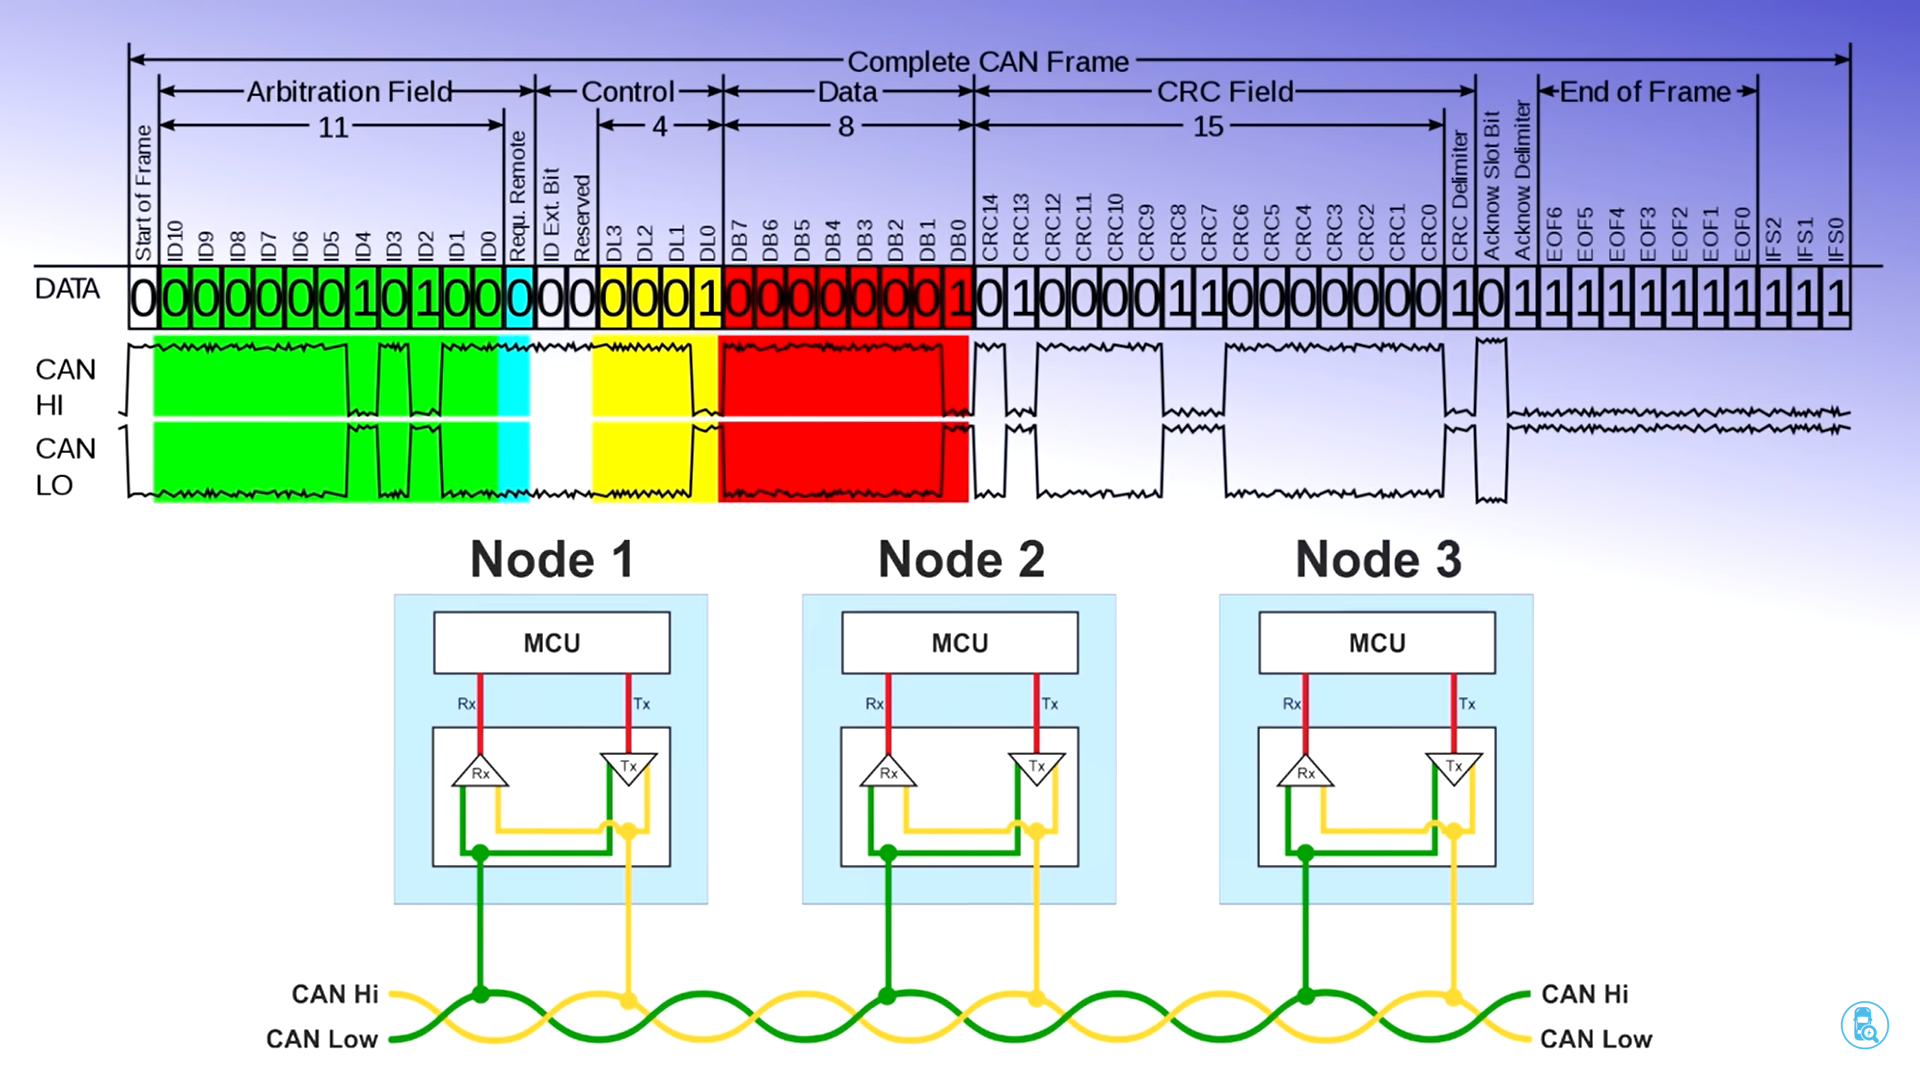 Complete CAN Frame
Arbitration Field Control Data CRC Field End of Frame
11 4 8 15
Start of Frame
ID10
ID9
ID8
ID7
ID6
ID5
ID4
ID3
ID2
ID1
ID0
Requ. Remote
ID Ext. Bit
Reserved
DL3
DL2
DL1
DL0
DB7
DB6
DB5
DB4
DB3
DB2
DB1
DB0
CRC14
CRC13
CRC12
CRC11
CRC10
CRC9
CRC8
CRC7
CRC6
CRC5
CRC4
CRC3
CRC2
CRC1
CRC0
CRC Delimiter
Acknow. Slot Bit
Acknow Delimiter
EOF6
EOF5
EOF4
EOF3
EOF2
EOF1
EOF0
IFS2
IFS1
IFS0
DATA 0 0 0 0 0 0 0 1 0 1 0 0 0 0 0 0 0 0 1 0 0 0 0 0 0 0 1 0 1 0 0 0 0 1 1 0 0 0 0 0 0 0 1 0 1 1 1 1 1 1 1 1 1 1 1
CAN
HI
CAN
LO
Node 1 Node 2 Node 3
MCU MCU MCU
Rx Tx Rx Tx Rx Tx
Rx Tx Rx Tx Rx Tx
CAN Hi CAN Hi
CAN Low CAN Low